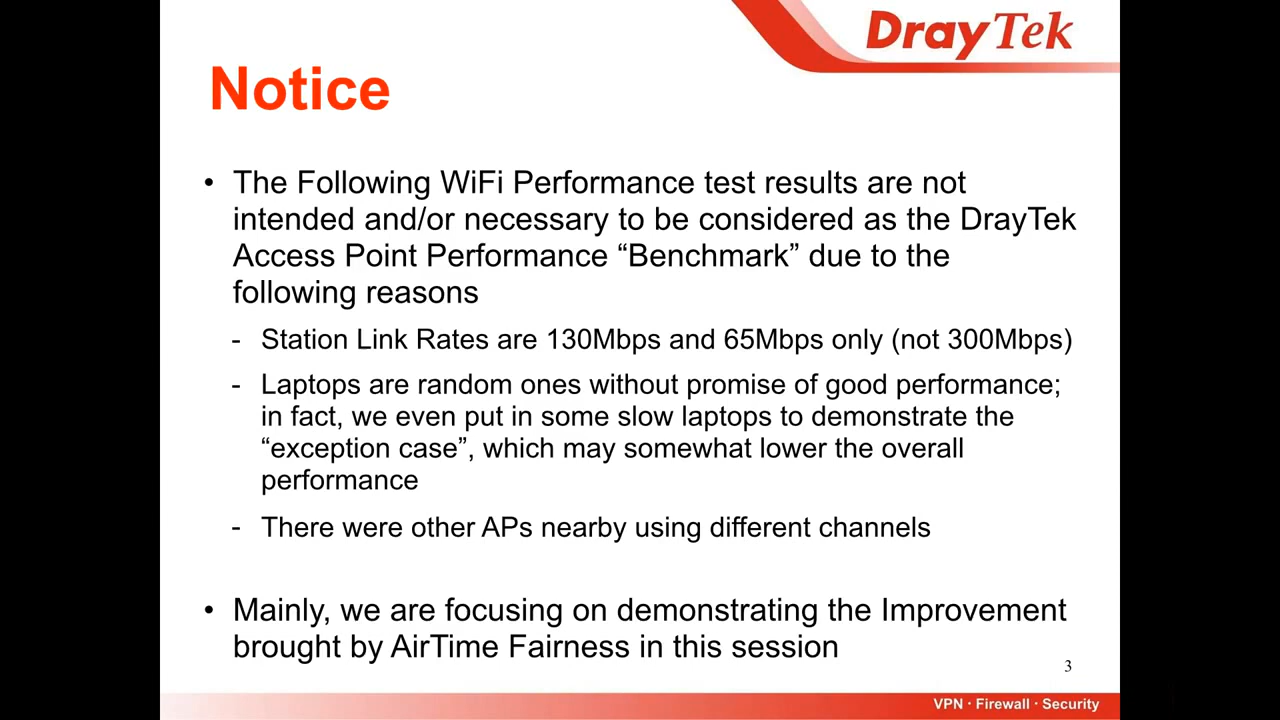 DrayTek
Notice
• The Following WiFi Performance test results are not
intended and/or necessary to be considered as the DrayTek
Access Point Performance “Benchmark” due to the
following reasons
- Station Link Rates are 130Mbps and 65Mbps only (not 300Mbps)
- Laptops are random ones without promise of good performance;
in fact, we even put in some slow laptops to demonstrate the
“exception case”, which may somewhat lower the overall
performance
- There were other APs nearby using different channels
• Mainly, we are focusing on demonstrating the Improvement
brought by AirTime Fairness in this session
3
VPN · Firewall · Security